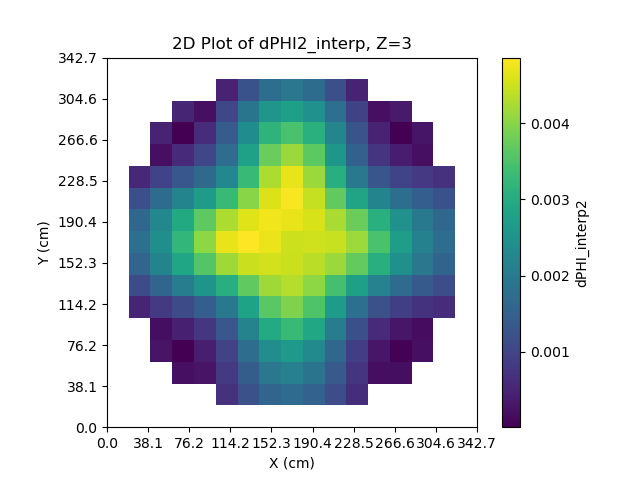 2D Plot of dPHI2_interp, Z=3
342.7
304.6
266.6
228.5
190.4
152.3
114.2
76.2
38.1
0.0
Y (cm)
0.0 38.1 76.2 114.2 152.3 190.4 228.5 266.6 304.6 342.7
X (cm)
0.004
0.003
0.002
0.001
dPHI_interp2